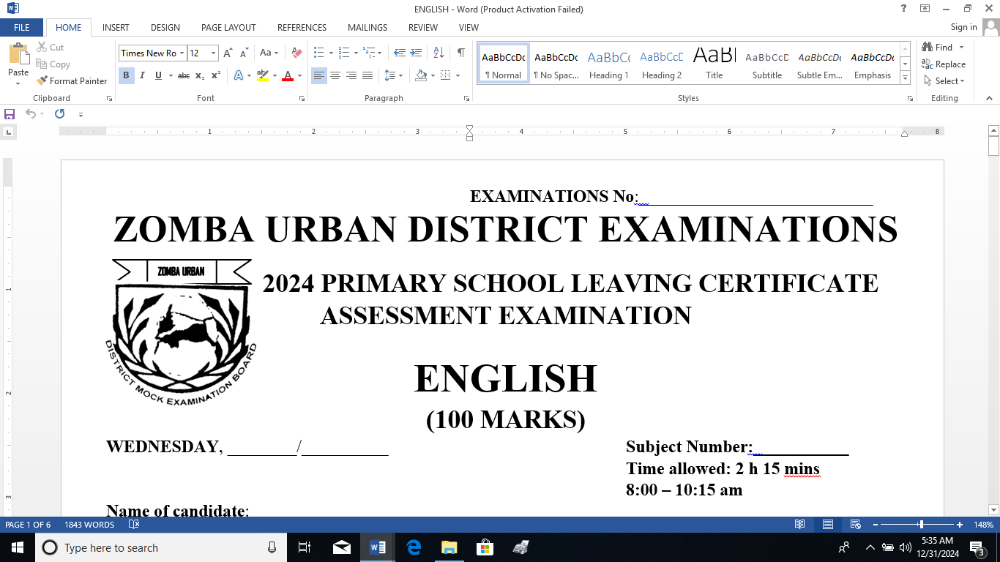 ENGLISH - Word (Product Activation Failed)
FILE HOME INSERT DESIGN PAGE LAYOUT REFERENCES MAILINGS REVIEW VIEW Sign in
Paste
Cut
Copy
Format Painter
Clipboard
Times New Ro 12
Font
Paragraph
AaBbCcDc AaBbCcDc AaBbCc AaBbCcD AaB AaBbCcD AaBbCcDc AaBbCcDc
¶ Normal ¶ No Spac... Heading 1 Heading 2 Title Subtitle Subtle Em... Emphasis
Styles
Find
Replace
Select
Editing
1 2 3 4 5 6 7 8
EXAMINATIONS No:___________________________
ZOMBA URBAN DISTRICT EXAMINATIONS
ZOMBA URBAN
DISTRICT MOCK EXAMINATION BOARD
2024 PRIMARY SCHOOL LEAVING CERTIFICATE
ASSESSMENT EXAMINATION
ENGLISH
(100 MARKS)
WEDNESDAY, ________/__________
Subject Number:___________
Time allowed: 2 h 15 mins
8:00 – 10:15 am
Name of candidate:
1
2
3
PAGE 1 OF 6 1843 WORDS 148%
Type here to search
5:35 AM
12/31/2024
3